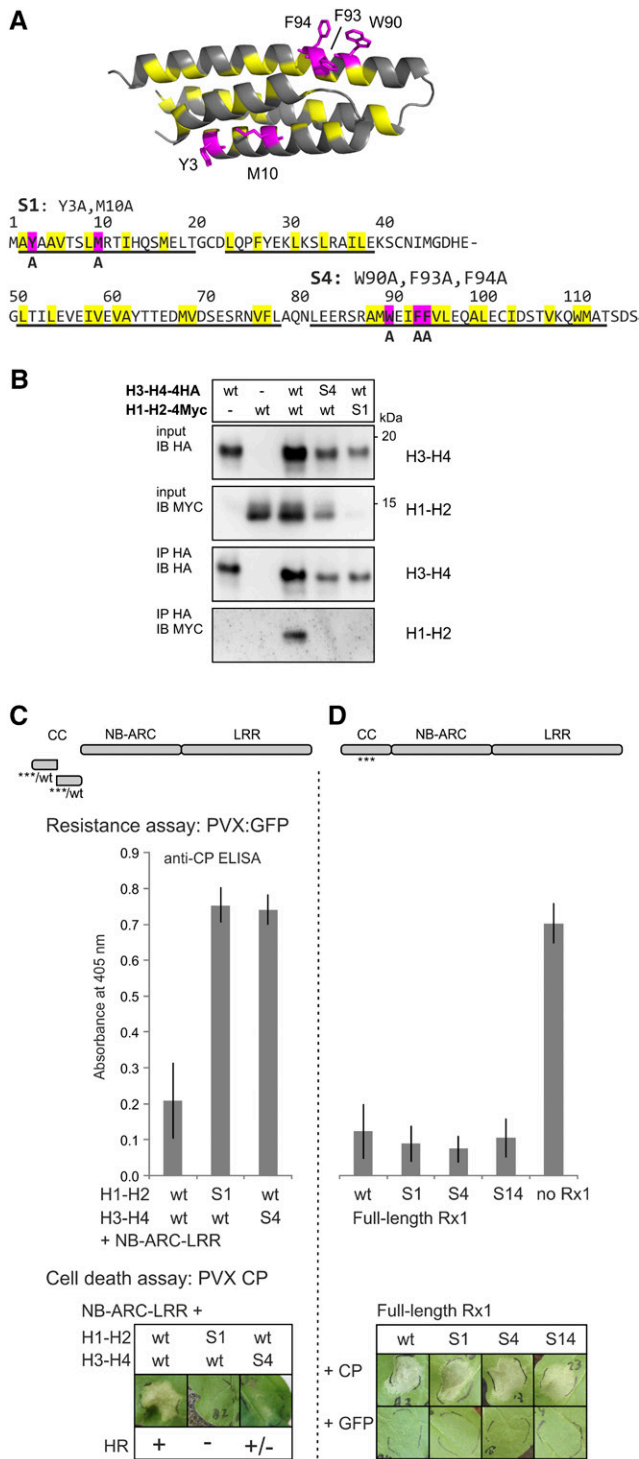 A
F94 F93 W90
Y3 M10
S1: Y3A,M10A
1 10 20 30 40
MAYAAVTSLMRTIHQSMELTGCDLQPFYEKLKSLRAILEKSCNIMGDHE-
A A
S4: W90A,F93A,F94A
50 60 70 80 90 100 110
GLTILEVEIVEVAYTTEDMVDSESRNVFLAQNLEERSRAMWEIFFVLEQALECIDSTVKQWMATSDS
A AA
B
H3-H4-4HA wt - wt S4 wt
H1-H2-4Myc - wt wt wt S1
kDa
input
IB HA
20
H3-H4
input
IB MYC
15
H1-H2
IP HA
IB HA
H3-H4
IP HA
IB MYC
H1-H2
C
CC NB-ARC LRR
***/wt
***/wt
Resistance assay: PVX:GFP
anti-CP ELISA
Absorbance at 405 nm
0.9
0.8
0.7
0.6
0.5
0.4
0.3
0.2
0.1
0.0
H1-H2 wt S1 wt
H3-H4 wt wt S4
+ NB-ARC-LRR
Cell death assay: PVX CP
NB-ARC-LRR +
H1-H2 wt S1 wt
H3-H4 wt wt S4
HR + - +/-
D
CC NB-ARC LRR
***
wt S1 S4 S14 no Rx1
Full-length Rx1
Full-length Rx1
wt S1 S4 S14
+ CP
+ GFP